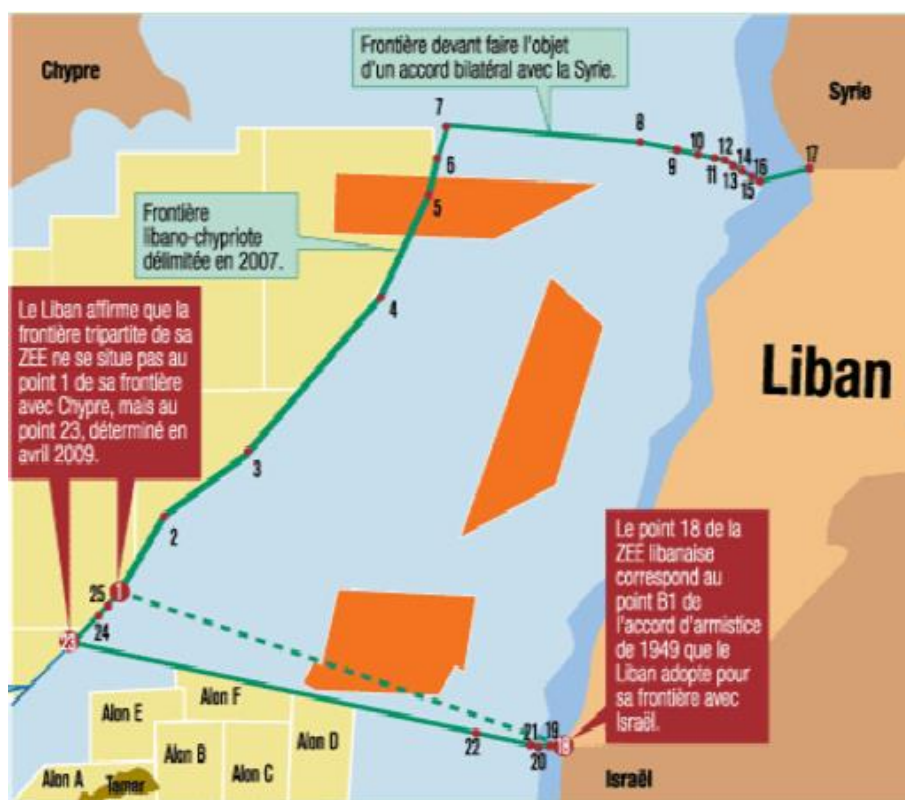 Chypre
Frontière devant faire l'objet
d'un accord bilatéral avec la Syrie.
Syrie
7
8
9
10
11
12
13
14
15
16
17
6
5
Frontière
libano-chypriote
délimitée en 2007.
4
Le Liban affirme que la
frontière tripartite de sa
ZEE ne se situe pas au
point 1 de sa frontière
avec Chypre, mais au
point 23, déterminé en
avril 2009.
Liban
3
2
Le point 18 de la
ZEE libanaise
correspond au
point B1 de
l'accord d'armistice
de 1949 que le
Liban adopte pour
sa frontière avec
Israël.
25
1
24
23
Alon E
Alon F
Alon D
Alon B
Alon C
Alon A
Tamar
22
21
20
19
18
Israël